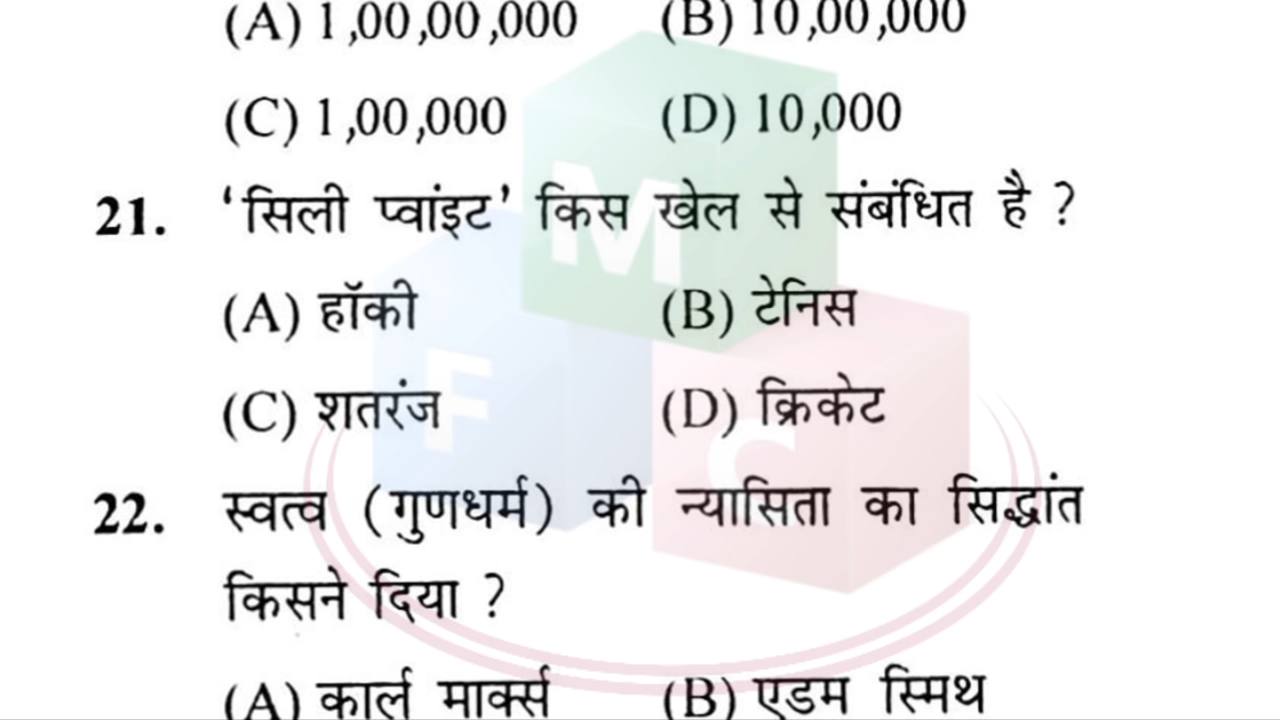 (A) 1,00,00,000 (B) 10,00,000
(C) 1,00,000 (D) 10,000
21. 'सिली प्वांइट' किस खेल से संबंधित है ?
(A) हॉकी (B) टेनिस
(C) शतरंज (D) क्रिकेट
22. स्वत्व (गुणधर्म) की न्यासिता का सिद्धांत
किसने दिया ?
(A) कार्ल मार्क्स (B) एडम स्मिथ
M
F
C